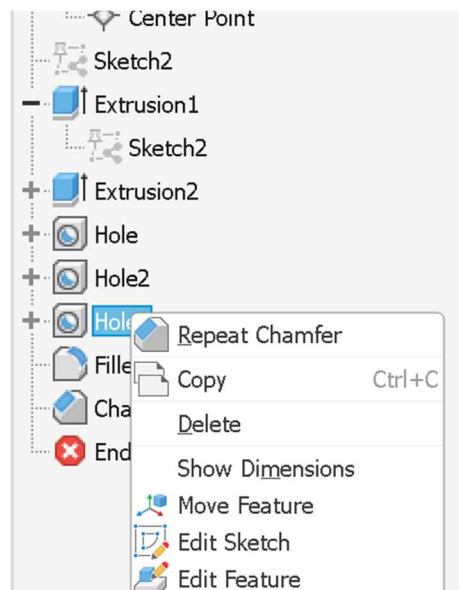 Center Point
Sketch2
Extrusion1
Sketch2
Extrusion2
Hole
Hole2
Repeat Chamfer
Copy Ctrl+C
Delete
Show Dimensions
Move Feature
Edit Sketch
Edit Feature